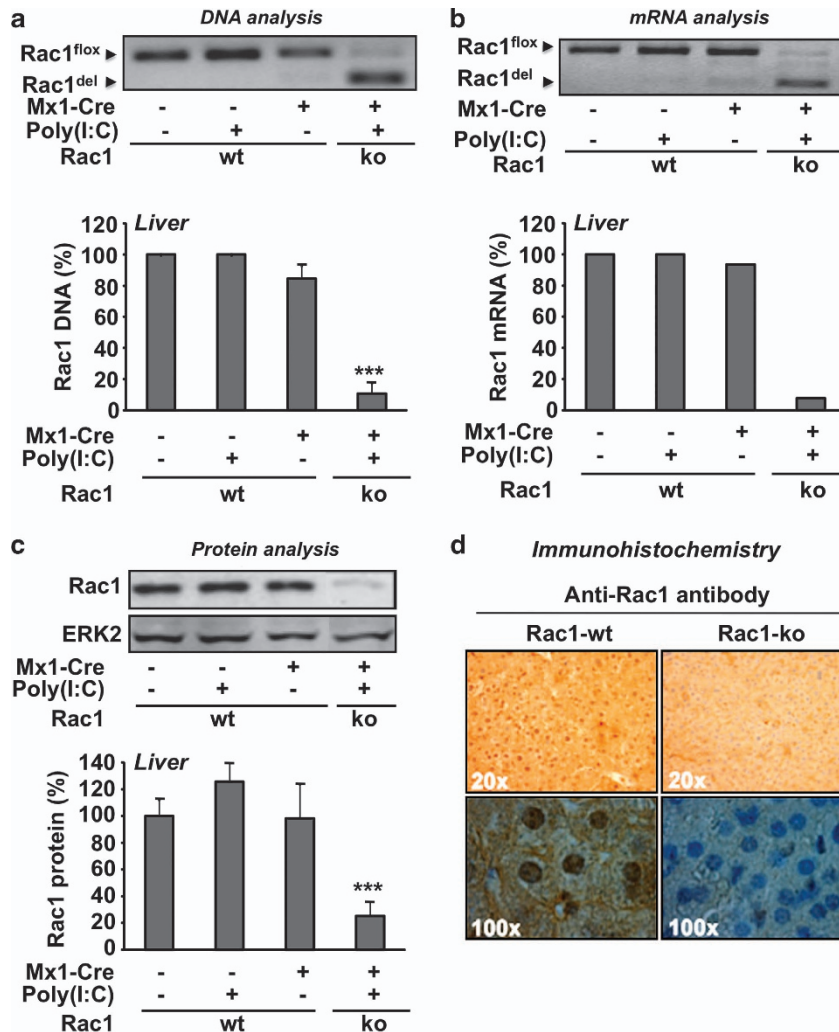 a
DNA analysis
Rac1flox
Rac1del
Mx1-Cre - - + +
Poly(I:C) - + - +
Rac1 wt ko
Liver
Rac1 DNA (%)
120
100
80
60
40
20
0
***
Mx1-Cre - - + +
Poly(I:C) - + - +
Rac1 wt ko
b
mRNA analysis
Rac1flox
Rac1del
Mx1-Cre - - + +
Poly(I:C) - + - +
Rac1 wt ko
Liver
Rac1 mRNA (%)
120
100
80
60
40
20
0
Mx1-Cre - - + +
Poly(I:C) - + - +
Rac1 wt ko
c
Protein analysis
Rac1
ERK2
Mx1-Cre - - + +
Poly(I:C) - + - +
Rac1 wt ko
Liver
Rac1 protein (%)
140
120
100
80
60
40
20
0
***
Mx1-Cre - - + +
Poly(I:C) - + - +
Rac1 wt ko
d
Immunohistochemistry
Anti-Rac1 antibody
Rac1-wt Rac1-ko
20x 20x
100x 100x